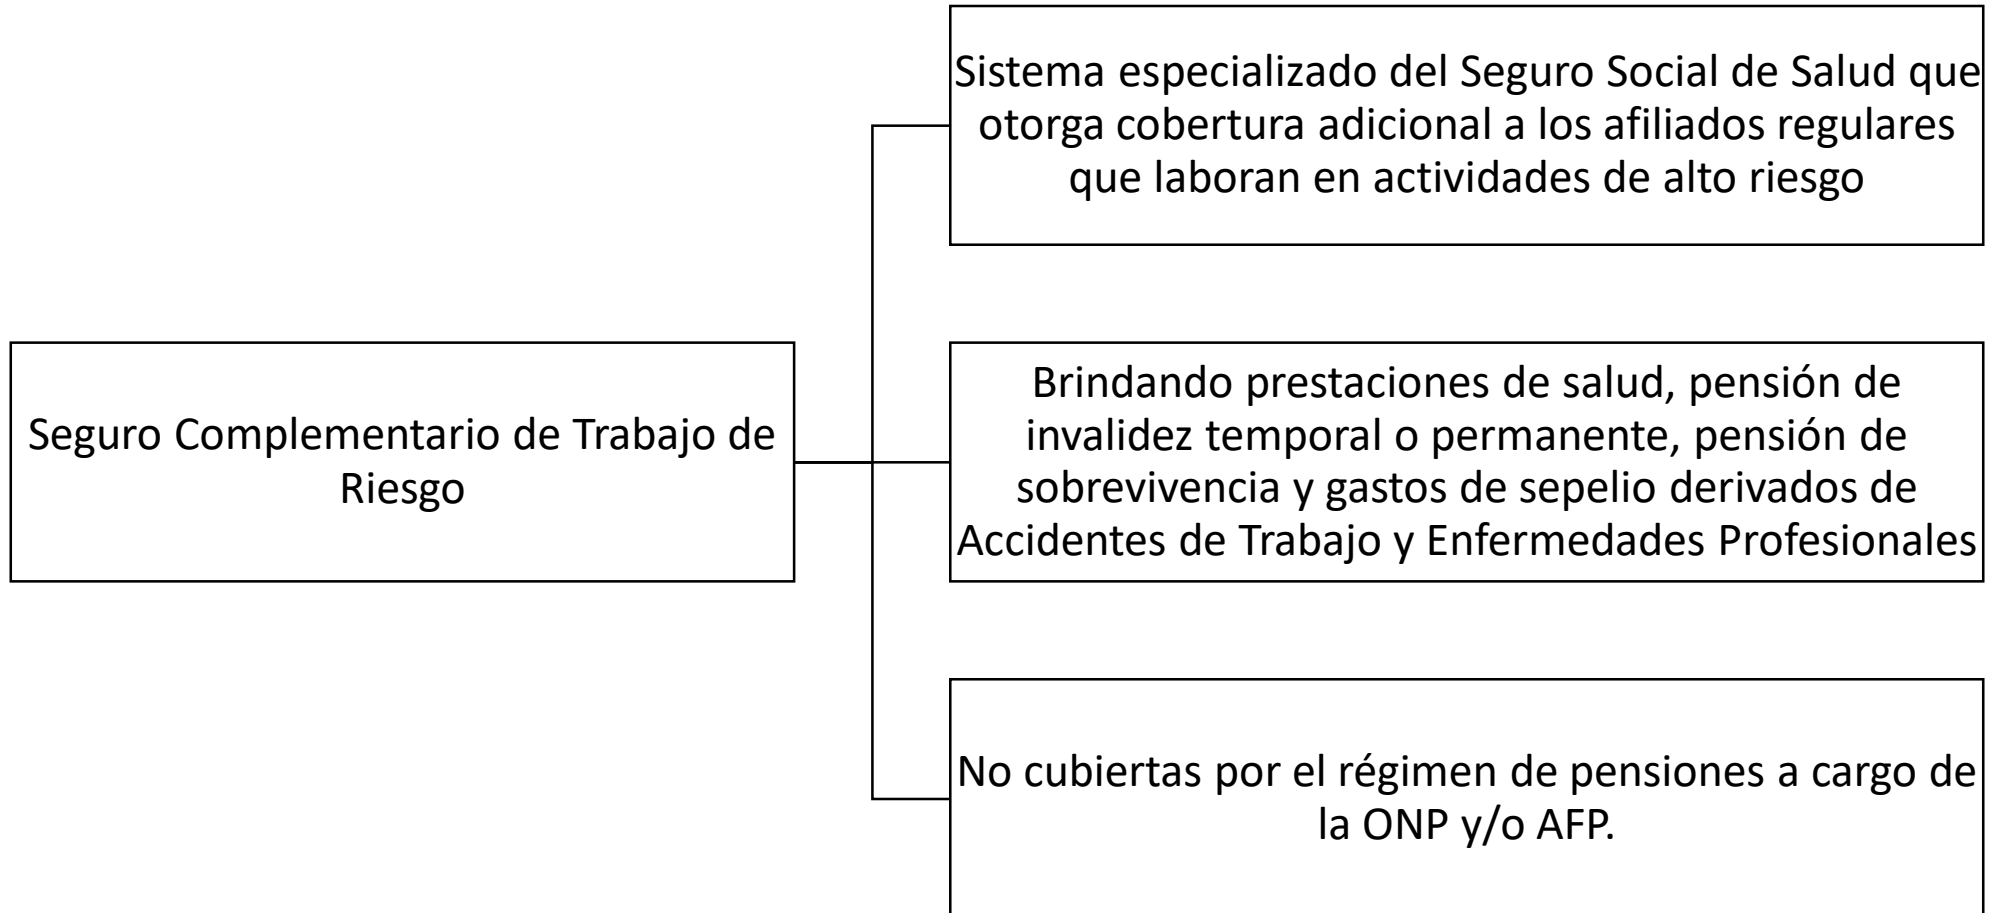 Sistema especializado del Seguro Social de Salud que
otorga cobertura adicional a los afiliados regulares
que laboran en actividades de alto riesgo
Seguro Complementario de Trabajo de
Riesgo
Brindando prestaciones de salud, pensión de
invalidez temporal o permanente, pensión de
sobrevivencia y gastos de sepelio derivados de
Accidentes de Trabajo y Enfermedades Profesionales
No cubiertas por el régimen de pensiones a cargo de
la ONP y/o AFP.